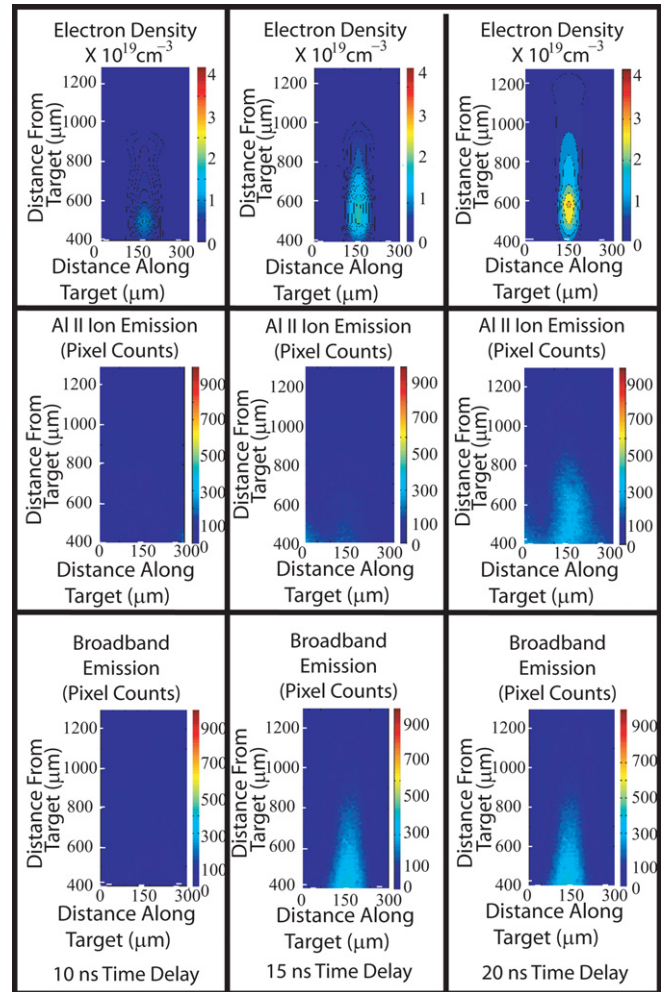 Electron Density
X 10^19 cm^−3
Distance From
Target (μm)
1200
1000
800
600
400
0 150 300
4
3
2
1
0
Distance Along
Target (μm)
Electron Density
X 10^19 cm^−3
Distance From
Target (μm)
1200
1000
800
600
400
0 150 300
4
3
2
1
0
Distance Along
Target (μm)
Electron Density
X 10^19 cm^−3
Distance From
Target (μm)
1200
1000
800
600
400
0 150 300
4
3
2
1
0
Distance Along
Target (μm)
Al II Ion Emission
(Pixel Counts)
Distance From
Target (μm)
1200
1000
800
600
400
0 150 300
900
700
500
300
100
0
Distance Along
Target (μm)
Al II Ion Emission
(Pixel Counts)
Distance From
Target (μm)
1200
1000
800
600
400
0 150 300
900
700
500
300
100
0
Distance Along
Target (μm)
Al II Ion Emission
(Pixel Counts)
Distance From
Target (μm)
1200
1000
800
600
400
0 150 300
900
700
500
300
100
0
Distance Along
Target (μm)
Broadband
Emission
(Pixel Counts)
Distance From
Target (μm)
1200
1000
800
600
400
0 150 300
900
700
500
300
100
0
Distance Along
Target (μm)
10 ns Time Delay
Broadband
Emission
(Pixel Counts)
Distance From
Target (μm)
1200
1000
800
600
400
0 150 300
900
700
500
300
100
0
Distance Along
Target (μm)
15 ns Time Delay
Broadband
Emission
(Pixel Counts)
Distance From
Target (μm)
1200
1000
800
600
400
0 150 300
900
700
500
300
100
0
Distance Along
Target (μm)
20 ns Time Delay